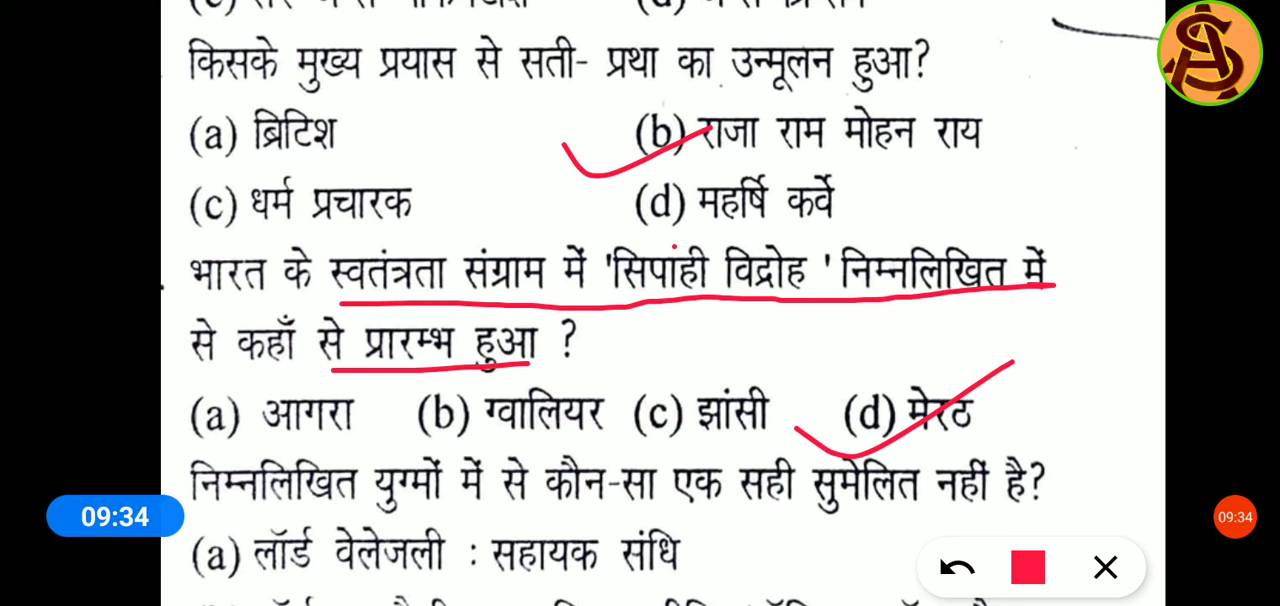 किसके मुख्य प्रयास से सती- प्रथा का उन्मूलन हुआ?
(a) ब्रिटिश (b) राजा राम मोहन राय
(c) धर्म प्रचारक (d) महर्षि कर्वे
भारत के स्वतंत्रता संग्राम में 'सिपांही विद्रोह ' निम्नलिखित में
से कहाँ से प्रारम्भ हुआ ?
(a) आगरा (b) ग्वालियर (c) झांसी (d) मेरठ
निम्नलिखित युग्मों में से कौन-सा एक सही सुमेलित नहीं है?
09:34
09:34
(a) लॉर्ड वेलेजली : सहायक संधि